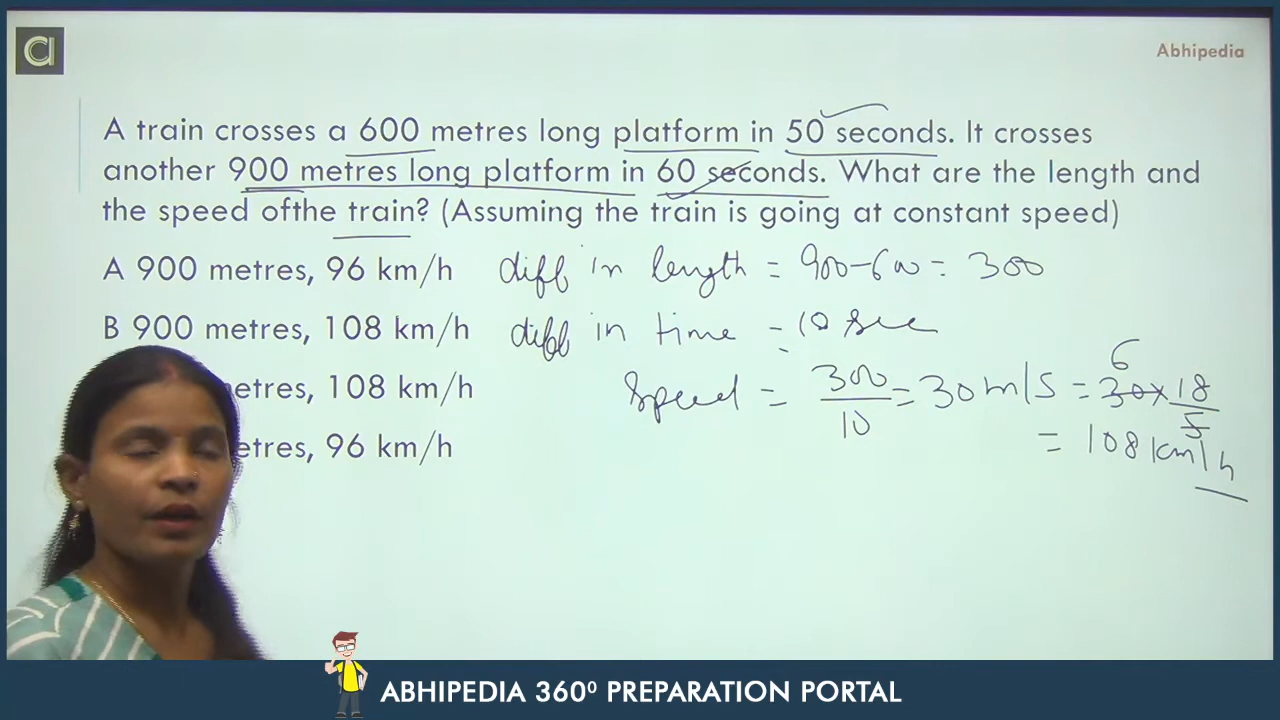 Abhipedia
A train crosses a 600 metres long platform in 50 seconds. It crosses
another 900 metres long platform in 60 seconds. What are the length and
the speed ofthe train? (Assuming the train is going at constant speed)
A 900 metres, 96 km/h
diff in length = 900-600 = 300
B 900 metres, 108 km/h
diff in time = 10 sec
etres, 108 km/h
speed = 300/10 = 30 m/s = 30 x 18/5
6
= 108 km/h
etres, 96 km/h
ABHIPEDIA 360⁰ PREPARATION PORTAL